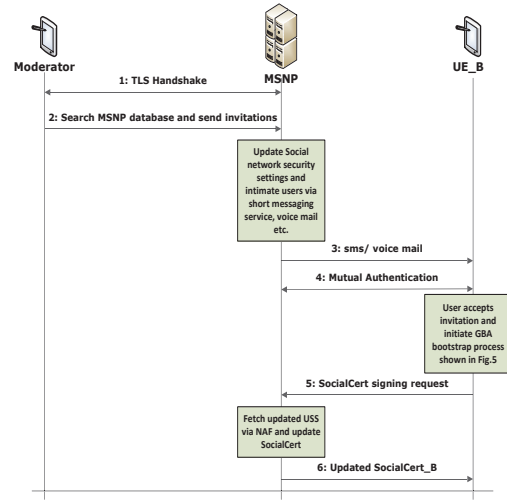 Moderator
MSNP
UE_B
1: TLS Handshake
2: Search MSNP database and send invitations
Update Social
network security
settings and
intimate users via
short messaging
service, voice mail
etc.
3: sms/ voice mail
4: Mutual Authentication
User accepts
invitation and
initiate GBA
bootstrap process
shown in Fig.5
5: SocialCert signing request
Fetch updated USS
via NAF and update
SocialCert
6: Updated SocialCert_B